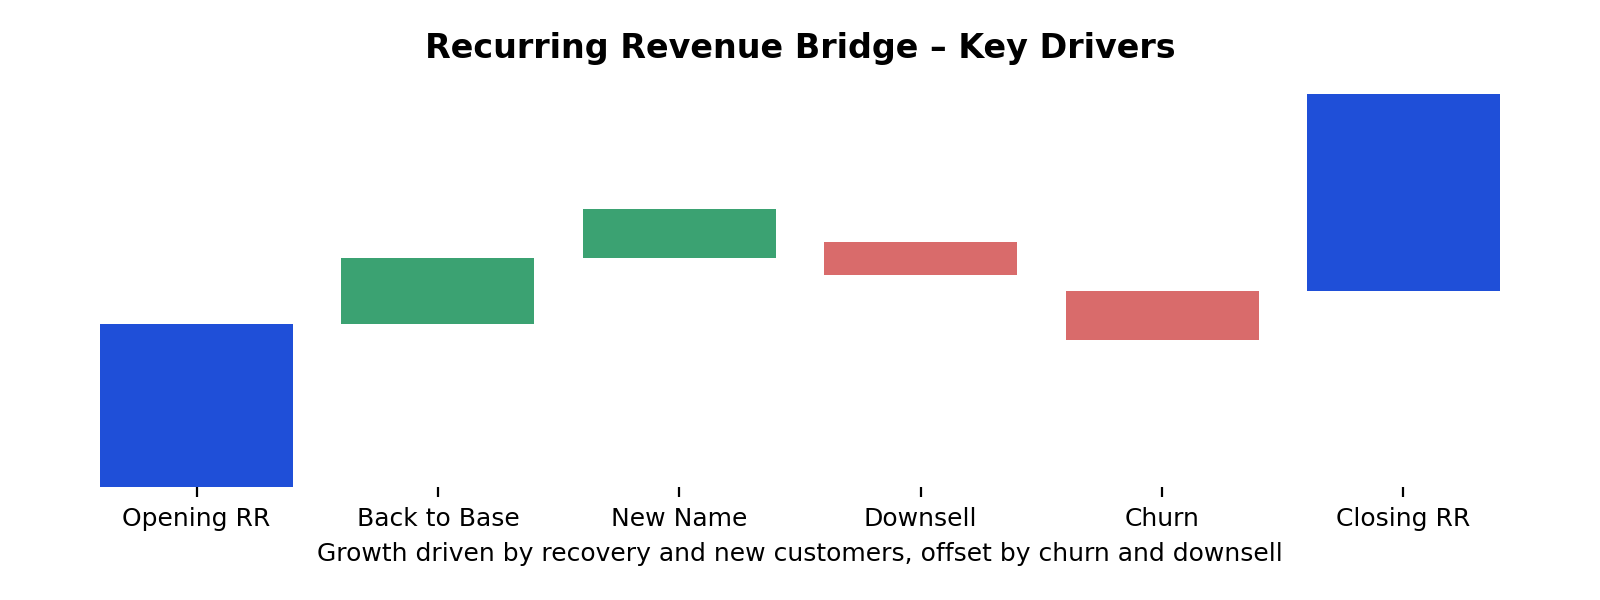 Recurring Revenue Bridge – Key Drivers
Opening RR Back to Base New Name Downsell Churn Closing RR
Growth driven by recovery and new customers, offset by churn and downsell